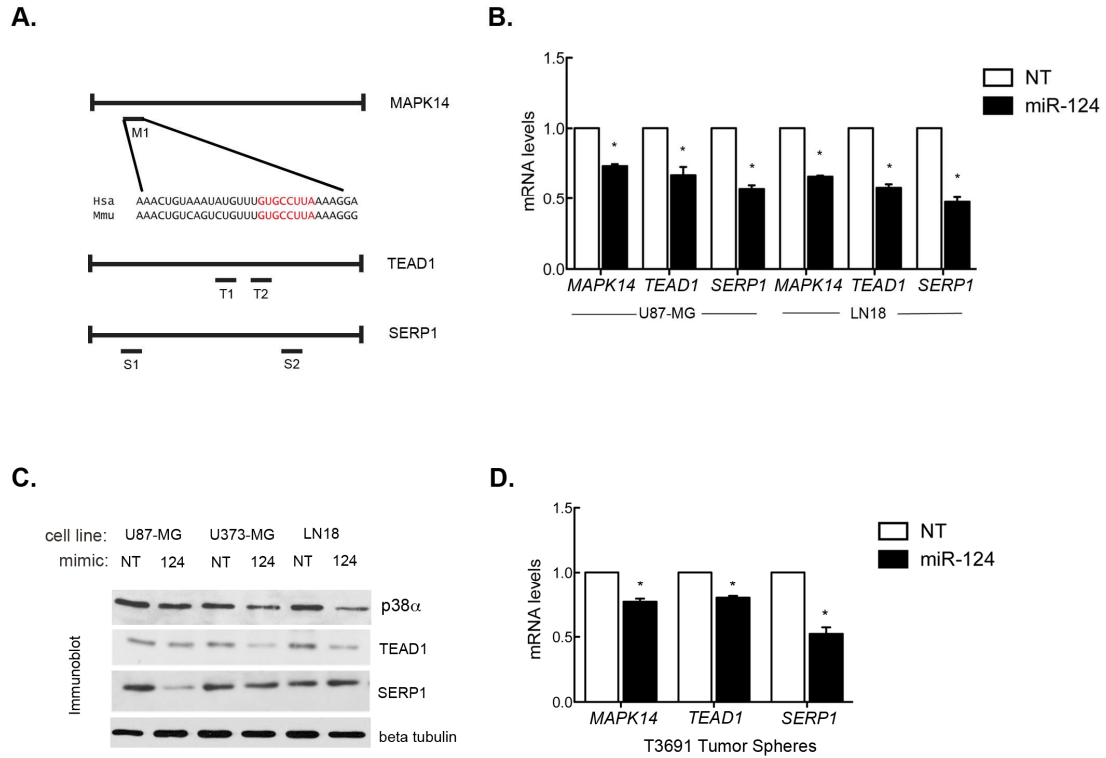 A.
MAPK14
M1
Hsa AAACUGUAAAUAUGUUUGUGCCUUAAAAGGA
Mmu AAACUGUCAGUCUGUUUGUGCCUUAAAAGGG
TEAD1
T1 T2
SERP1
S1 S2
B.
1.5
1.0
0.5
0.0
mRNA levels
NT
miR-124
* * * * * *
MAPK14 TEAD1 SERP1 MAPK14 TEAD1 SERP1
U87-MG LN18
C.
cell line: U87-MG U373-MG LN18
mimic: NT 124 NT 124 NT 124
Immunoblot
p38α
TEAD1
SERP1
beta tubulin
D.
1.5
1.0
0.5
0.0
mRNA levels
NT
miR-124
* * *
MAPK14 TEAD1 SERP1
T3691 Tumor Spheres